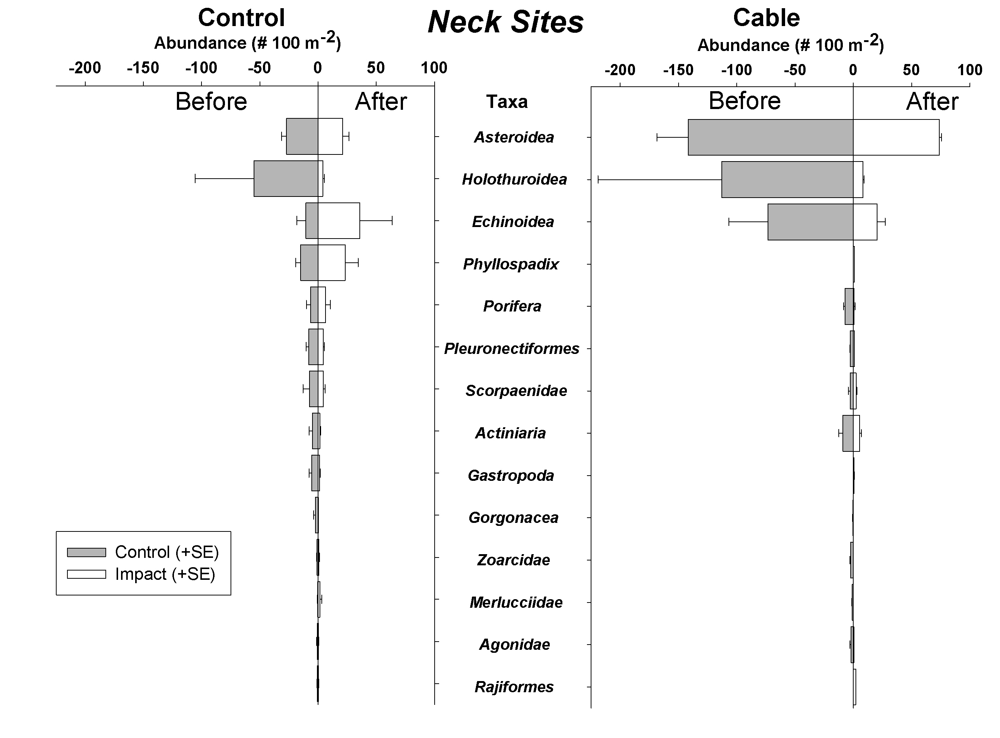 Control
Neck Sites
Cable
Abundance (# 100 m-2)
Abundance (# 100 m-2)
-200 -150 -100 -50 0 50 100
-200 -150 -100 -50 0 50 100
Before After
Taxa
Before After
Asteroidea
Holothuroidea
Echinoidea
Phyllospadix
Porifera
Pleuronectiformes
Scorpaenidae
Actiniaria
Gastropoda
Gorgonacea
Zoarcidae
Merlucciidae
Agonidae
Rajiformes
Control (+SE)
Impact (+SE)